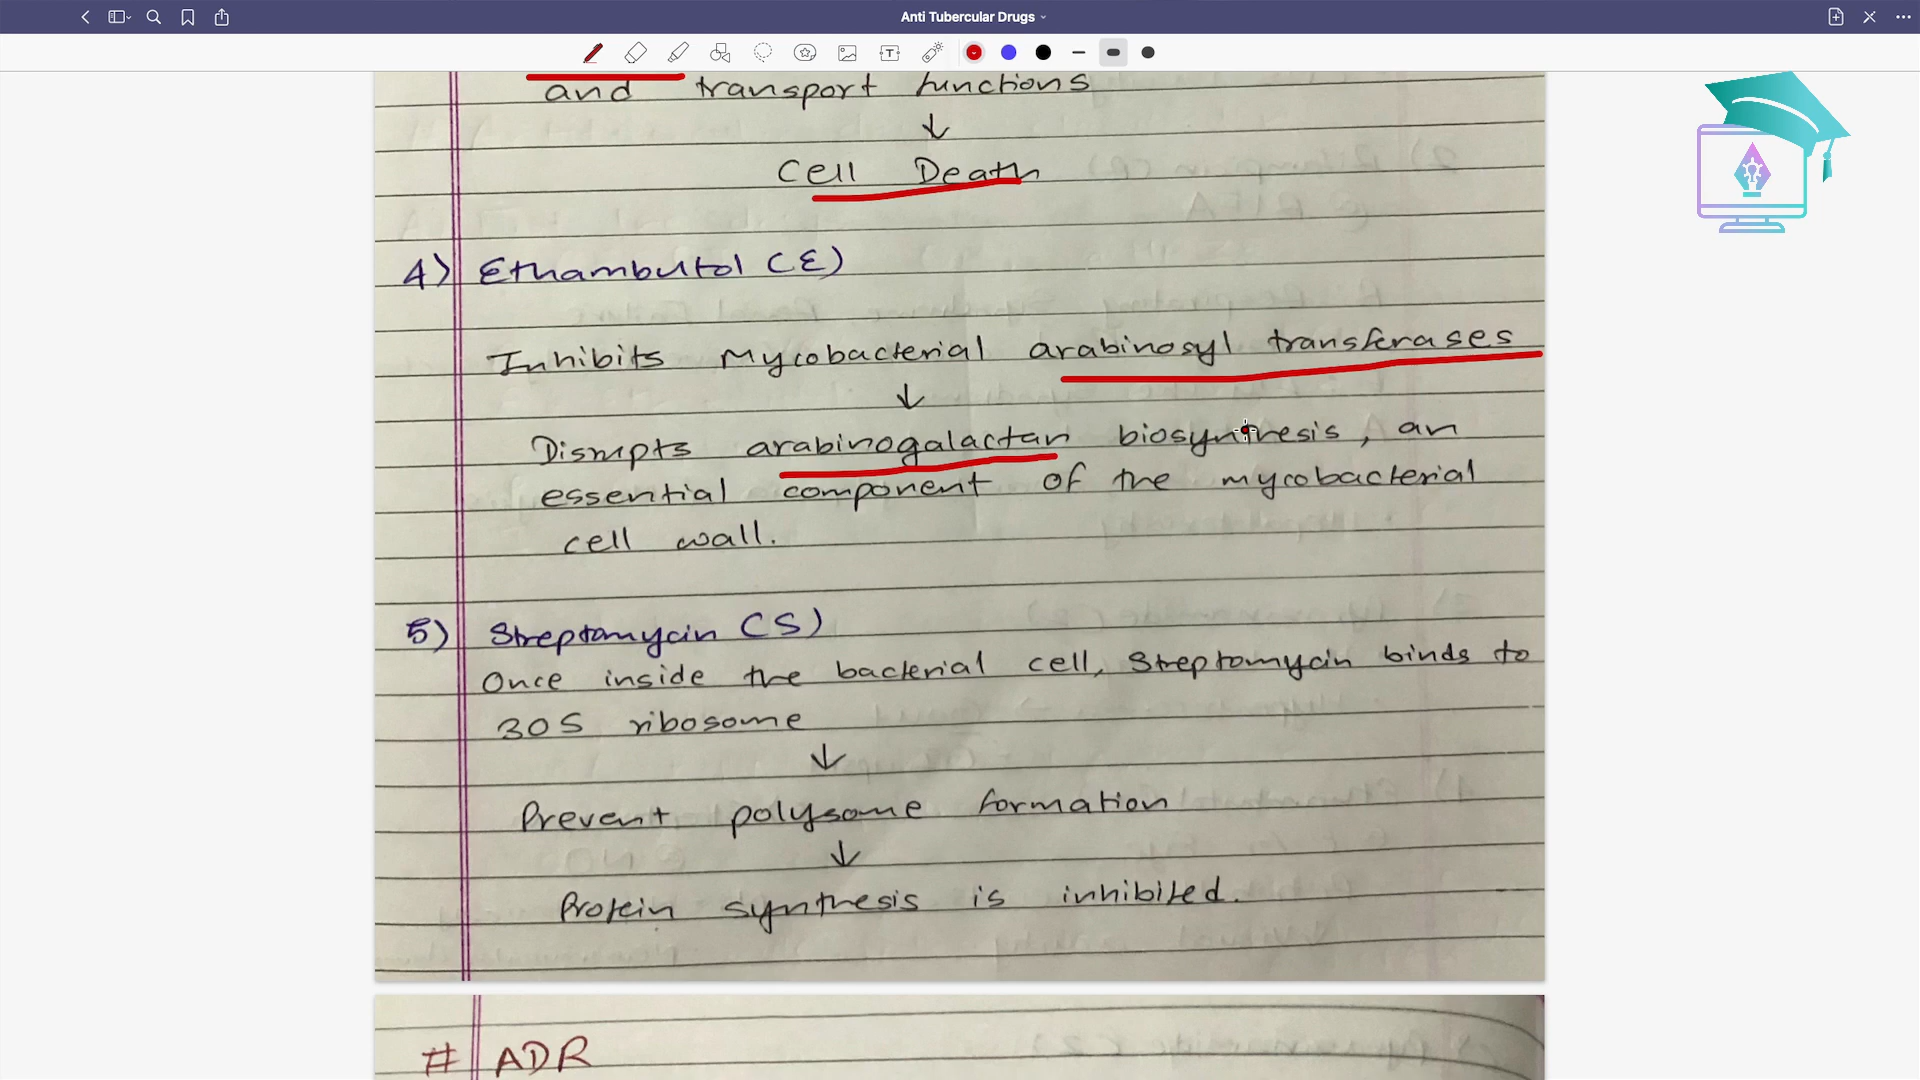 Anti Tubercular Drugs
and transport functions
↓
Cell Death
4) Ethambutol (E)
Inhibits Mycobacterial arabinosyl transferases
↓
Disrupts arabinogalactan biosynthesis, an
essential component of the mycobacterial
cell wall.
5) Streptomycin (S)
Once inside the bacterial cell, Streptomycin binds to
30S ribosome
↓
Prevent polysome formation
↓
Protein synthesis is inhibited.
# ADR